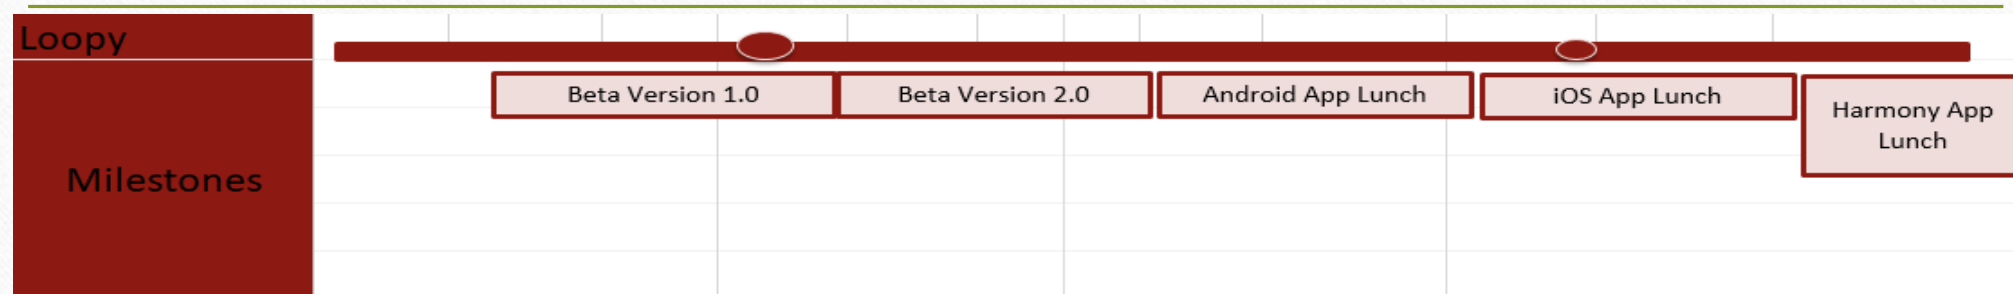 Loopy
Beta Version 1.0
Beta Version 2.0
Android App Lunch
iOS App Lunch
Harmony App
Lunch
Milestones